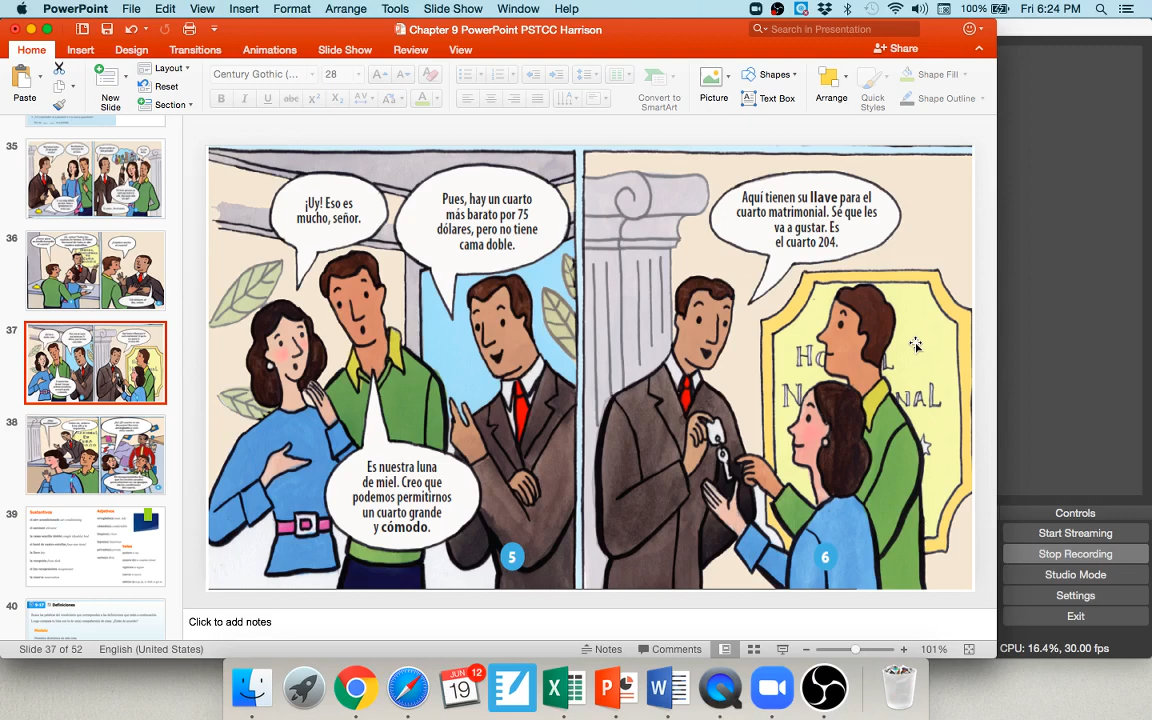 PowerPoint File Edit View Insert Format Arrange Tools Slide Show Window Help 100% Fri 6:24 PM
Chapter 9 PowerPoint PSTCC Harrison
Search in Presentation
Home Insert Design Transitions Animations Slide Show Review View
Share
Paste
New
Slide
Layout
Reset
Section
Century Gothic (... 28
B I U abc X² X₂ AV Aa A
Convert to
SmartArt
Picture
Shapes
Text Box
Arrange
Quick
Styles
Shape Fill
Shape Outline
35
36
37
38
39
40
¡Uy! Eso es
mucho, señor.
Pues, hay un cuarto
más barato por 75
dólares, pero no tiene
cama doble.
Es nuestra luna
de miel. Creo que
podemos permitirnos
un cuarto grande
y cómodo.
5
Aquí tienen su llave para el
cuarto matrimonial. Sé que les
va a gustar. Es
el cuarto 204.
6
Click to add notes
Slide 37 of 52 English (United States)
Notes Comments 101%
Controls
Start Streaming
Stop Recording
Studio Mode
Settings
Exit
CPU: 16.4%, 30.00 fps
JUN 12
19